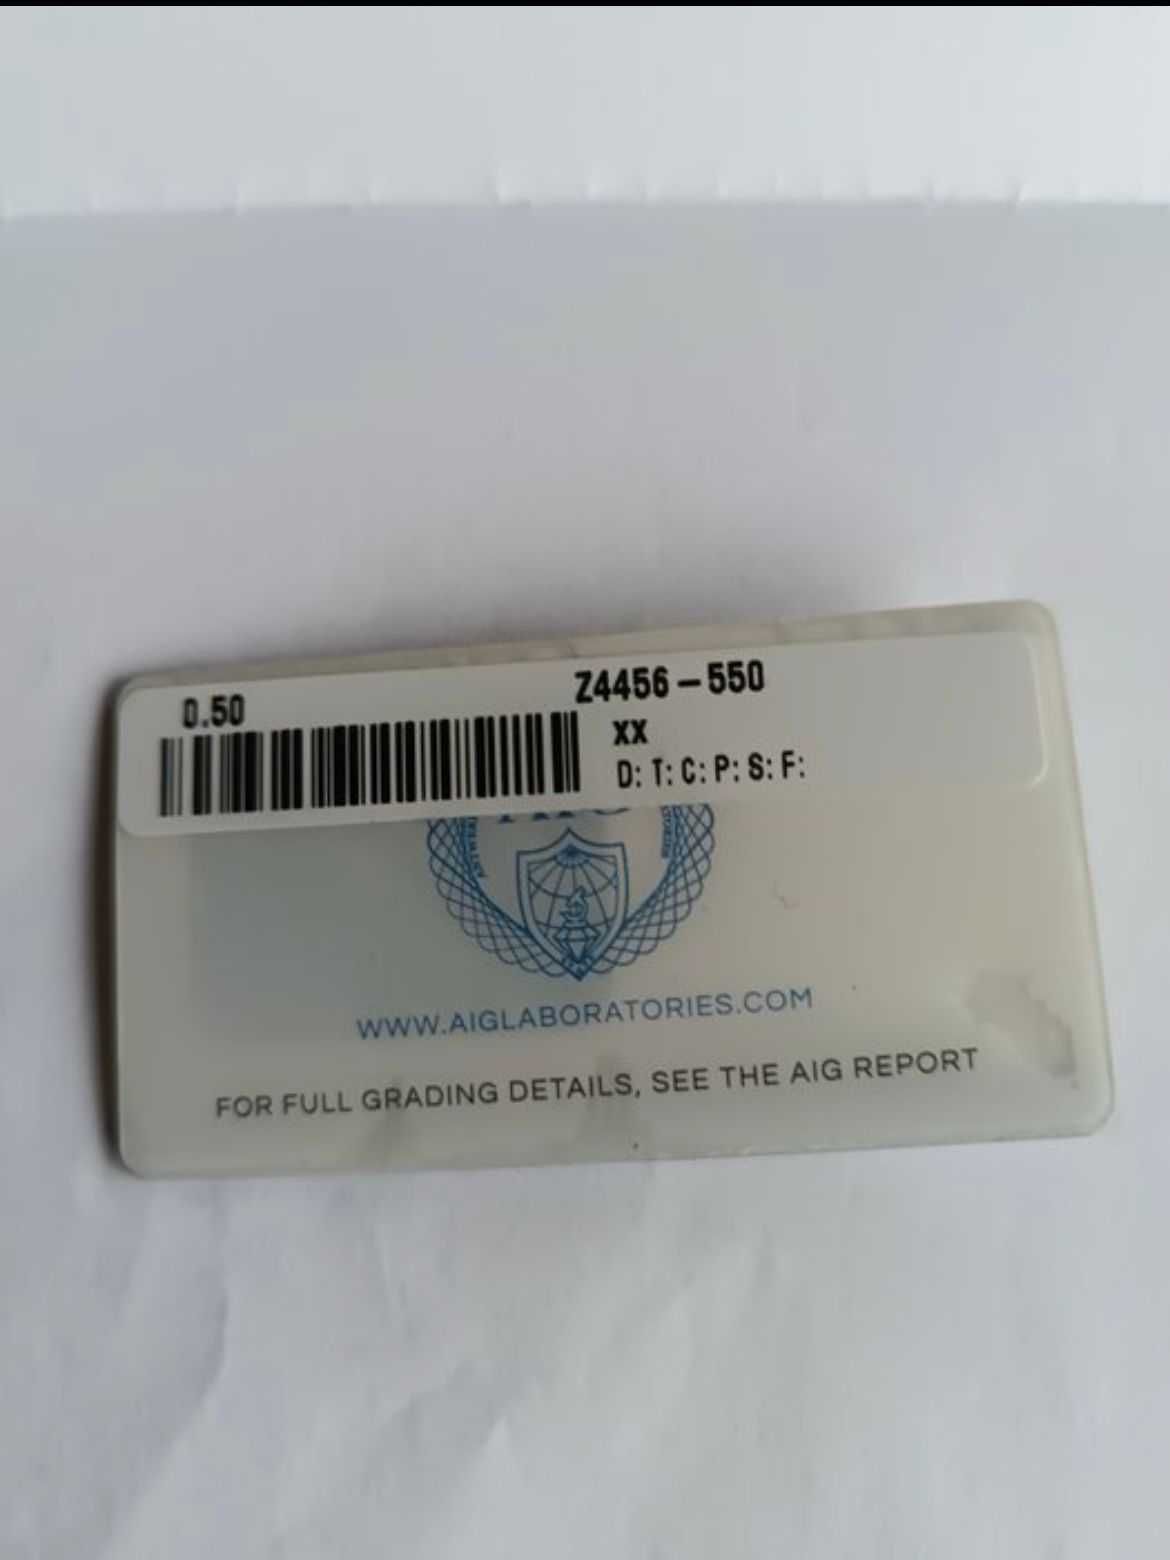 0.50
Z4456-550
XX
D: T: C: P: S: F:
WWW.AIGLABORATORIES.COM
FOR FULL GRADING DETAILS, SEE THE AIG REPORT